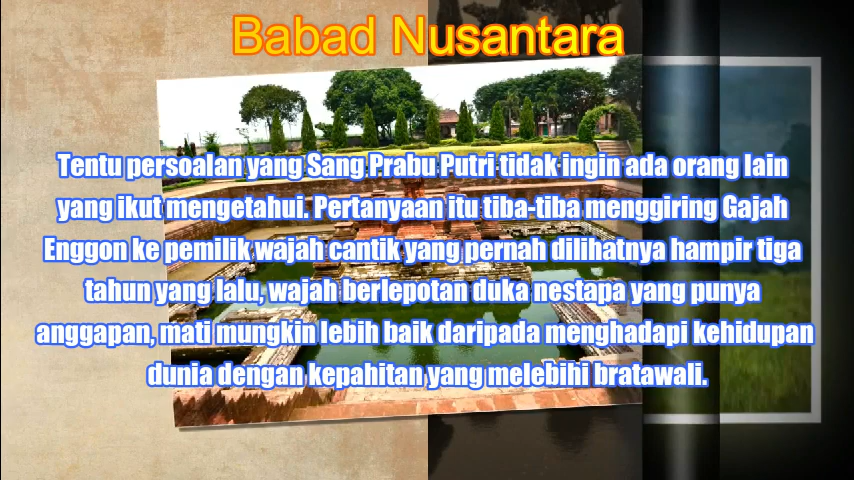 Babad Nusantara
Tentu persoalan yang Sang Prabu Putri tidak ingin ada orang lain
yang ikut mengetahui. Pertanyaan itu tiba-tiba menggiring Gajah
Enggon ke pemilik wajah cantik yang pernah dilihatnya hampir tiga
tahun yang lalu, wajah berlepotan duka nestapa yang punya
anggapan, mati mungkin lebih baik daripada menghadapi kehidupan
dunia dengan kepahitan yang melebihi bratawali.